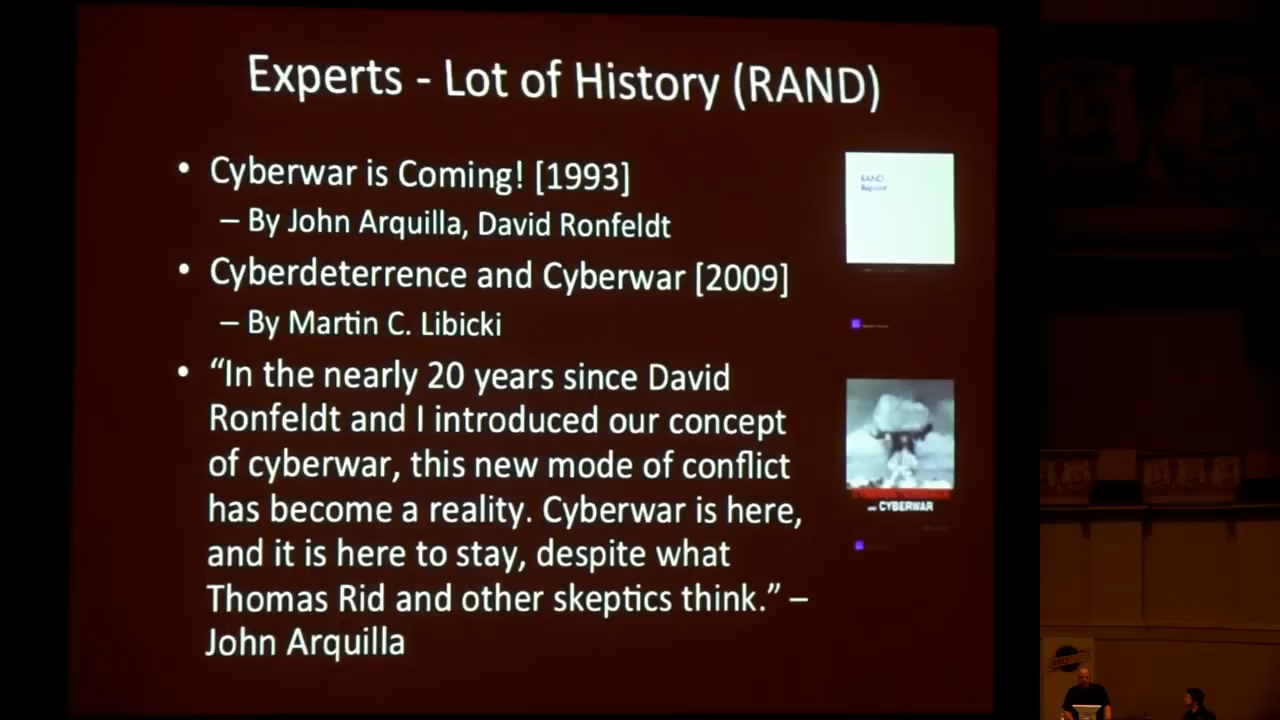 Experts - Lot of History (RAND)
• Cyberwar is Coming! [1993]
– By John Arquilla, David Ronfeldt
• Cyberdeterrence and Cyberwar [2009]
– By Martin C. Libicki
• “In the nearly 20 years since David
Ronfeldt and I introduced our concept
of cyberwar, this new mode of conflict
has become a reality. Cyberwar is here,
and it is here to stay, despite what
Thomas Rid and other skeptics think.” –
John Arquilla
RAND
CYBERWAR